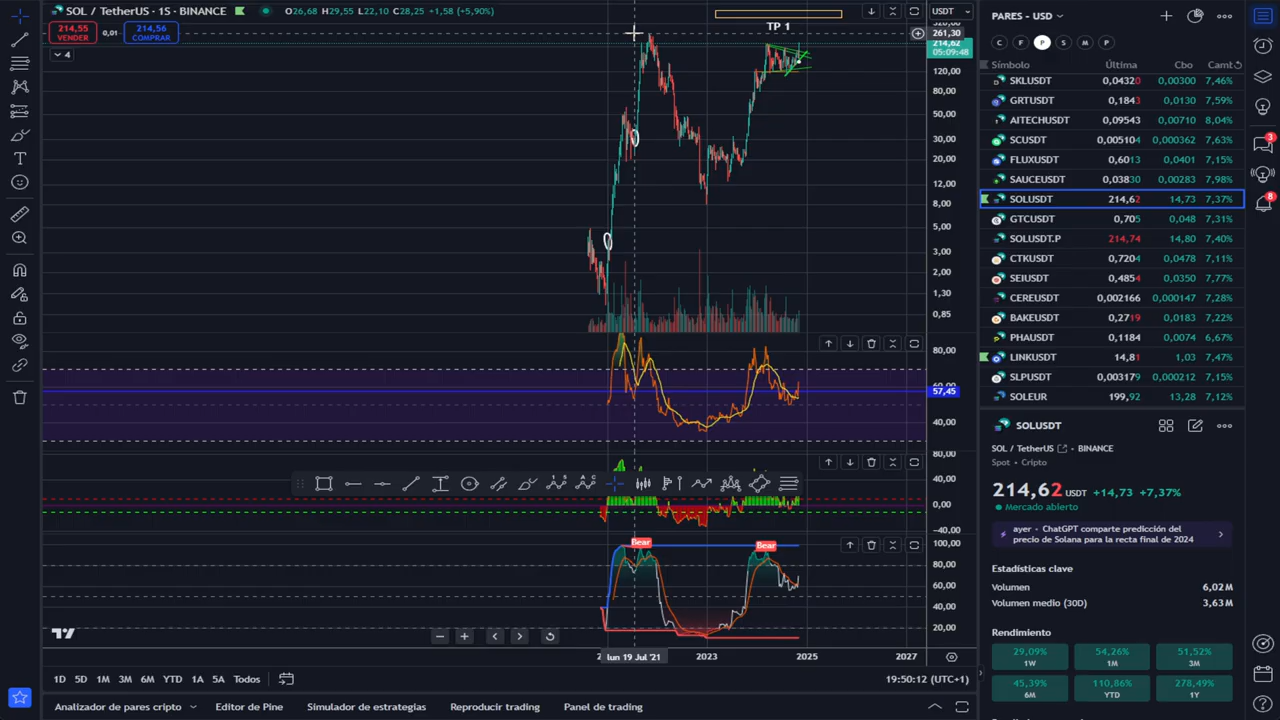 SOL / TetherUS · 1S · BINANCE
O26,68 H29,55 L22,10 C28,25 +1,58 (+5,90%)
USDT
PARES - USD
214,55
VENDER
0,01
214,56
COMPRAR
4
TP 1
C F P S M P
Símbolo Última Cbo Camb
261,30
214,62
05:09:48
120,00
80,00
50,00
30,00
20,00
12,00
8,00
5,00
3,00
2,00
1,30
0,85
SKLUSDT 0,04320 0,00300 7,46%
GRTUSDT 0,1843 0,0130 7,59%
AITECHUSDT 0,09543 0,00710 8,04%
SCUSDT 0,005104 0,000362 7,63%
FLUXUSDT 0,6013 0,0401 7,15%
SAUCEUSDT 0,03830 0,00283 7,98%
SOLUSDT 214,62 14,73 7,37%
GTCUSDT 0,705 0,048 7,31%
SOLUSDT.P 214,74 14,80 7,40%
CTKUSDT 0,7204 0,0478 7,11%
SEIUSDT 0,4854 0,0350 7,77%
CEREUSDT 0,002166 0,000147 7,28%
BAKEUSDT 0,2719 0,0183 7,22%
PHAUSDT 0,1184 0,0074 6,67%
LINKUSDT 14,81 1,03 7,47%
SLPUSDT 0,003179 0,000212 7,15%
SOLEUR 199,92 13,28 7,12%
3
8
80,00
57,45
40,00
80,00
40,00
0,00
-40,00
Bear
Bear
100,00
80,00
60,00
40,00
20,00
SOLUSDT
SOL / TetherUS · BINANCE
Spot · Cripto
214,62 USDT +14,73 +7,37%
Mercado abierto
ayer · ChatGPT comparte predicción del
precio de Solana para la recta final de 2024
Estadísticas clave
Volumen 6,02 M
Volumen medio (30D) 3,63 M
Rendimiento
29,09%
1W
54,26%
1M
51,52%
3M
45,39%
6M
110,86%
YTD
278,49%
1Y
lun 19 Jul '21 2023 2025 2027
1D 5D 1M 3M 6M YTD 1A 5A Todos
19:50:12 (UTC+1)
Analizador de pares cripto Editor de Pine Simulador de estrategias Reproducir trading Panel de trading